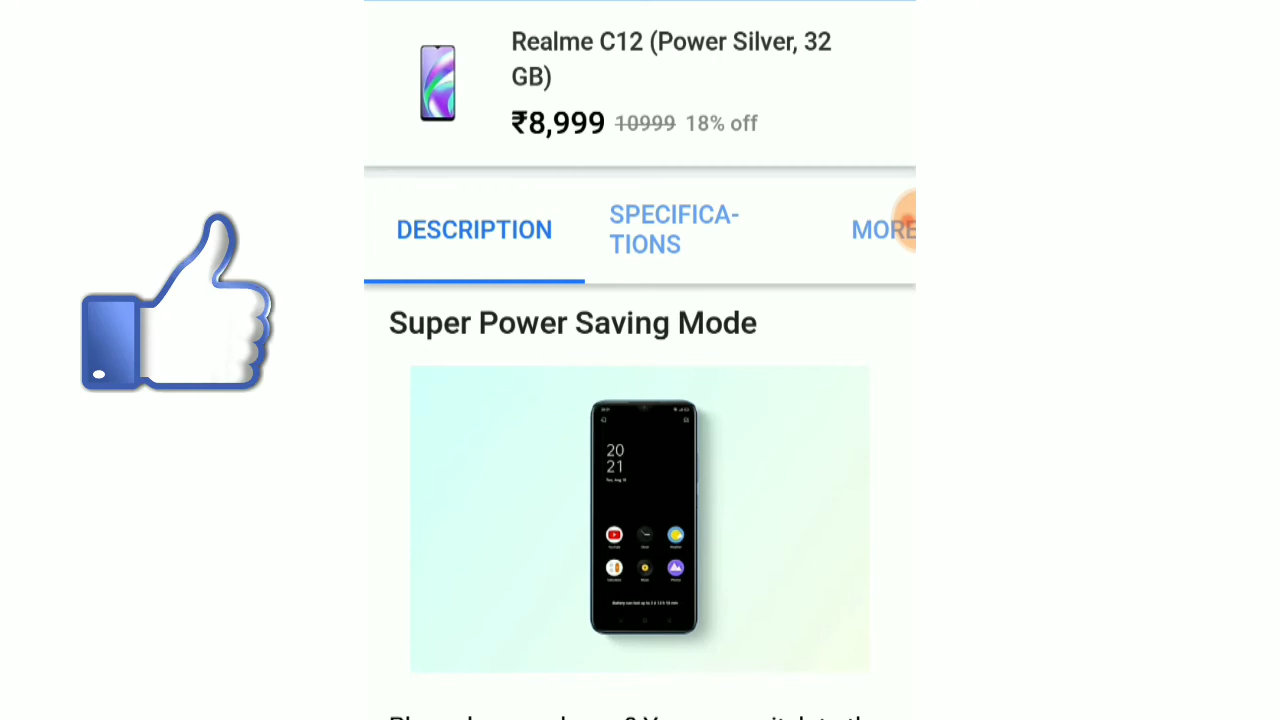 Realme C12 (Power Silver, 32
GB)
₹8,999 10999 18% off
DESCRIPTION
SPECIFICA-
TIONS
MORE
Super Power Saving Mode
20
21